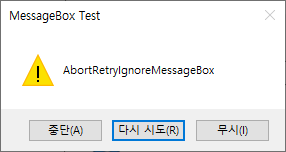 MessageBox Test
AbortRetryIgnoreMessageBox
중단(A) 다시 시도(R) 무시(I)